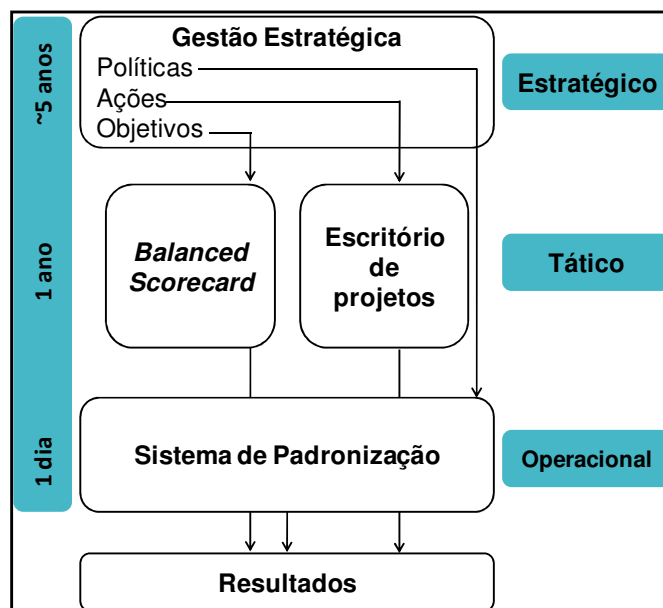 ~5 anos
Gestão Estratégica
Políticas
Ações
Objetivos
Estratégico
1 ano
Balanced
Scorecard
Escritório
de
projetos
Tático
1 dia
Sistema de Padronização
Operacional
Resultados